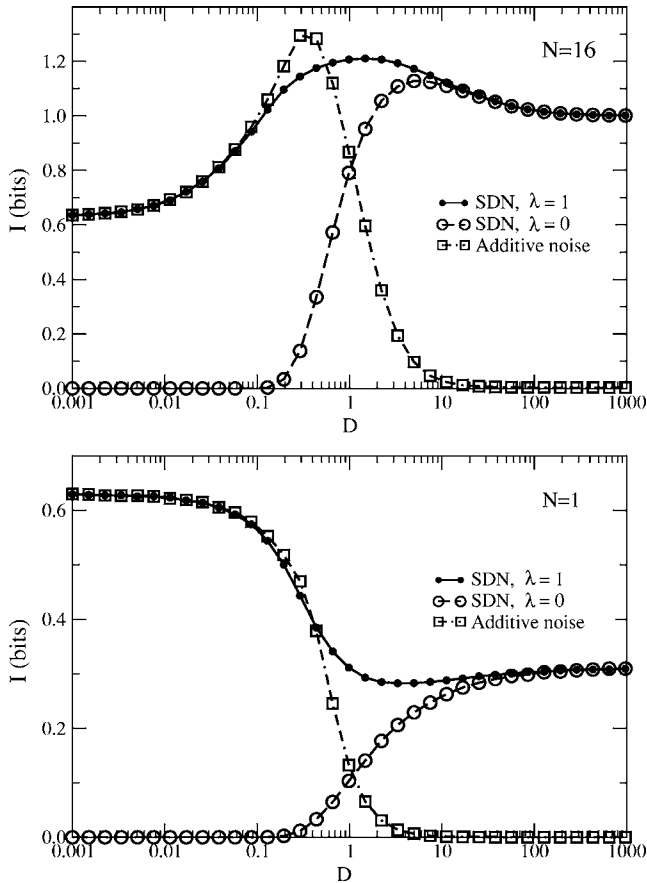 1.2
1.0
0.8
0.6
0.4
0.2
0.0
I (bits)
N=16
SDN, λ = 1
SDN, λ = 0
Additive noise
0.001 0.01 0.1 1 10 100 1000
D
0.6
0.4
0.2
0.0
I (bits)
N=1
SDN, λ = 1
SDN, λ = 0
Additive noise
0.001 0.01 0.1 1 10 100 1000
D